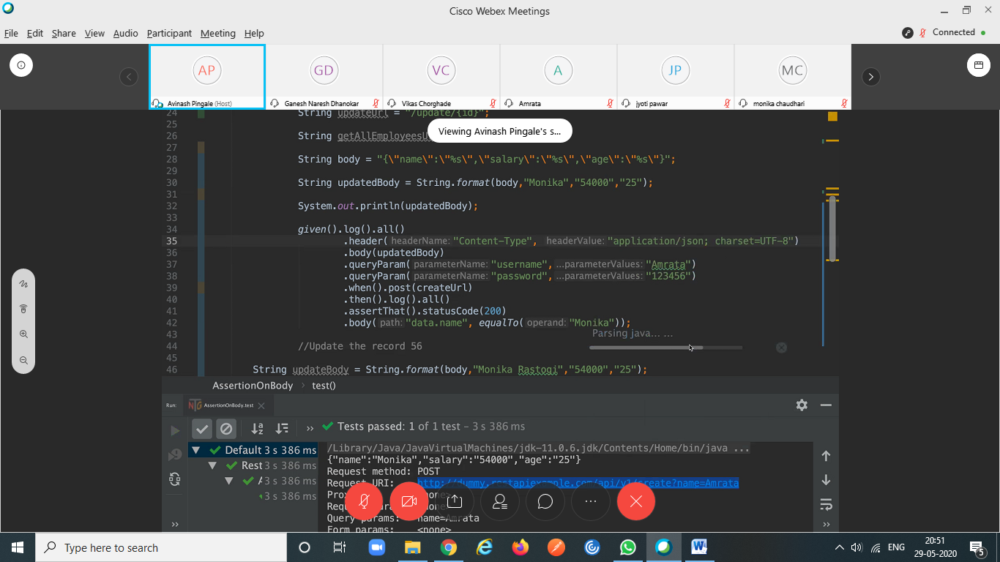 Cisco Webex Meetings
File Edit Share View Audio Participant Meeting Help
Connected
AP GD VC A JP MC
Avinash Pingale (Host) Ganesh Naresh Dhanokar Vikas Chorghade Amrata jyoti pawar monika chaudhari
Viewing Avinash Pingale's s...
24 String updateUrl = "/update/{id}";
25
26 String getAllEmployeesU
27
28 String body = "{\"name\":\"%s\",\"salary\":\"%s\",\"age\":\"%s\"}";
29
30 String updatedBody = String.format(body,"Monika","54000","25");
31
32 System.out.println(updatedBody);
33
34 given().log().all()
35 .header( headerName: "Content-Type", headerValue: "application/json; charset=UTF-8")
36 .body(updatedBody)
37 .queryParam( parameterName: "username", ...parameterValues: "Amrata")
38 .queryParam( parameterName: "password", ...parameterValues: "123456")
39 .when().post(createUrl)
40 .then().log().all()
41 .assertThat().statusCode(200)
42 .body( path: "data.name", equalTo( operand: "Monika"));
43
Parsing java... ...
44 //Update the record 56
45
46 String updateBody = String.format(body,"Monika Rastogi","54000","25");
AssertionOnBody › test()
Run: AssertionOnBody.test
» Tests passed: 1 of 1 test – 3 s 386 ms
Default 3 s 386 ms
Rest 3 s 386 ms
3 s 386 ms
3 s 386 ms
/Library/Java/JavaVirtualMachines/jdk-11.0.6.jdk/Contents/Home/bin/java ...
{"name":"Monika","salary":"54000","age":"25"}
Request method: POST
Request URI: http://dummy.restapiexample.com/api/v1/create?name=Amrata
Query params: name=Amrata
Form params: <none>
Type here to search
ENG
20:51
29-05-2020
5